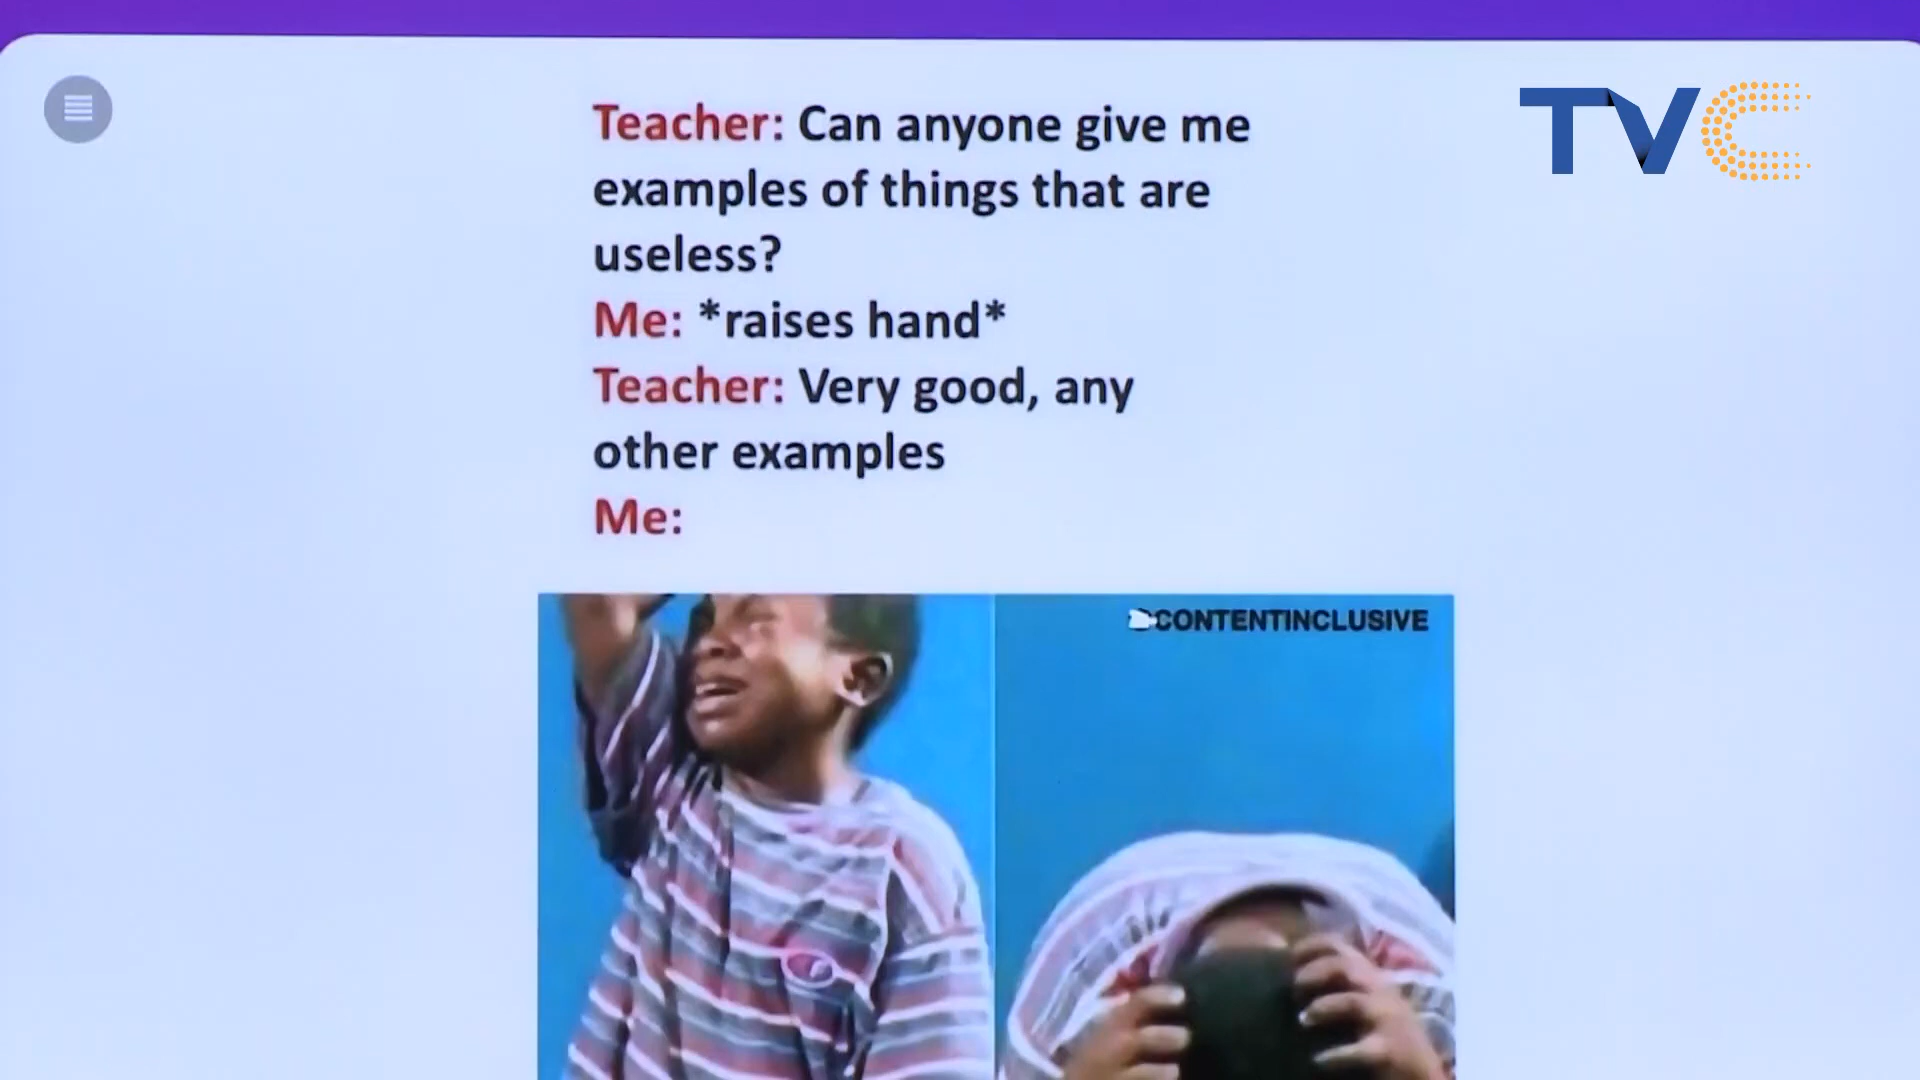 TVC
Teacher: Can anyone give me
examples of things that are
useless?
Me: *raises hand*
Teacher: Very good, any
other examples
Me:
CONTENTINCLUSIVE